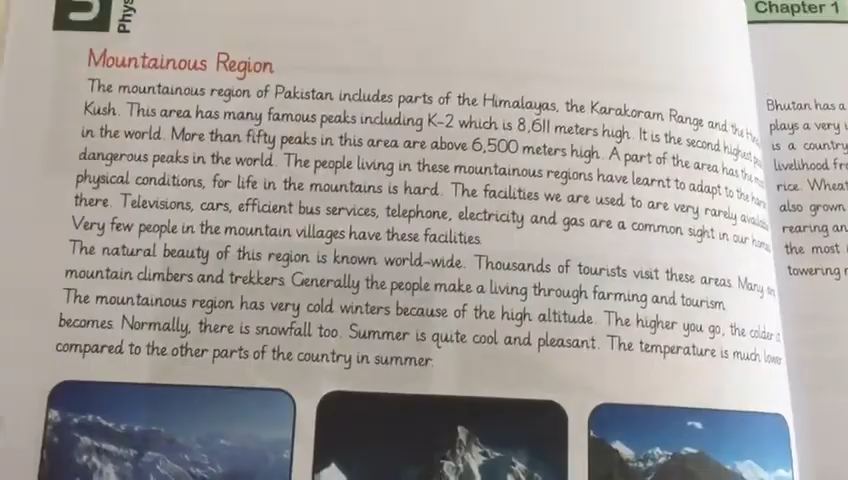 Phys
Chapter 1
Mountainous Region
The mountainous region of Pakistan includes parts of the Himalayas, the Karakoram Range and the
Kush. This area has many famous peaks including K-2 which is 8,611 meters high. It is the second highest
in the world. More than fifty peaks in this area are above 6,500 meters high. A part of the area has the
dangerous peaks in the world. The people living in these mountainous regions have learnt to adapt to the
physical conditions, for life in the mountains is hard. The facilities we are used to are very rarely
there. Televisions, cars, efficient bus services, telephone, electricity and gas are a common sight in our
Very few people in the mountain villages have these facilities.
The natural beauty of this region is known world-wide. Thousands of tourists visit these areas. Many
mountain climbers and trekkers. Generally the people make a living through farming and tourism.
The mountainous region has very cold winters because of the high altitude. The higher you go, the colder
becomes. Normally, there is snowfall too. Summer is quite cool and pleasant. The temperature is much lower
compared to the other parts of the country in summer.
Bhutan has a
plays a very
is a country
livelihood
rice. Wheat
also grown
rearing an
the most
towering